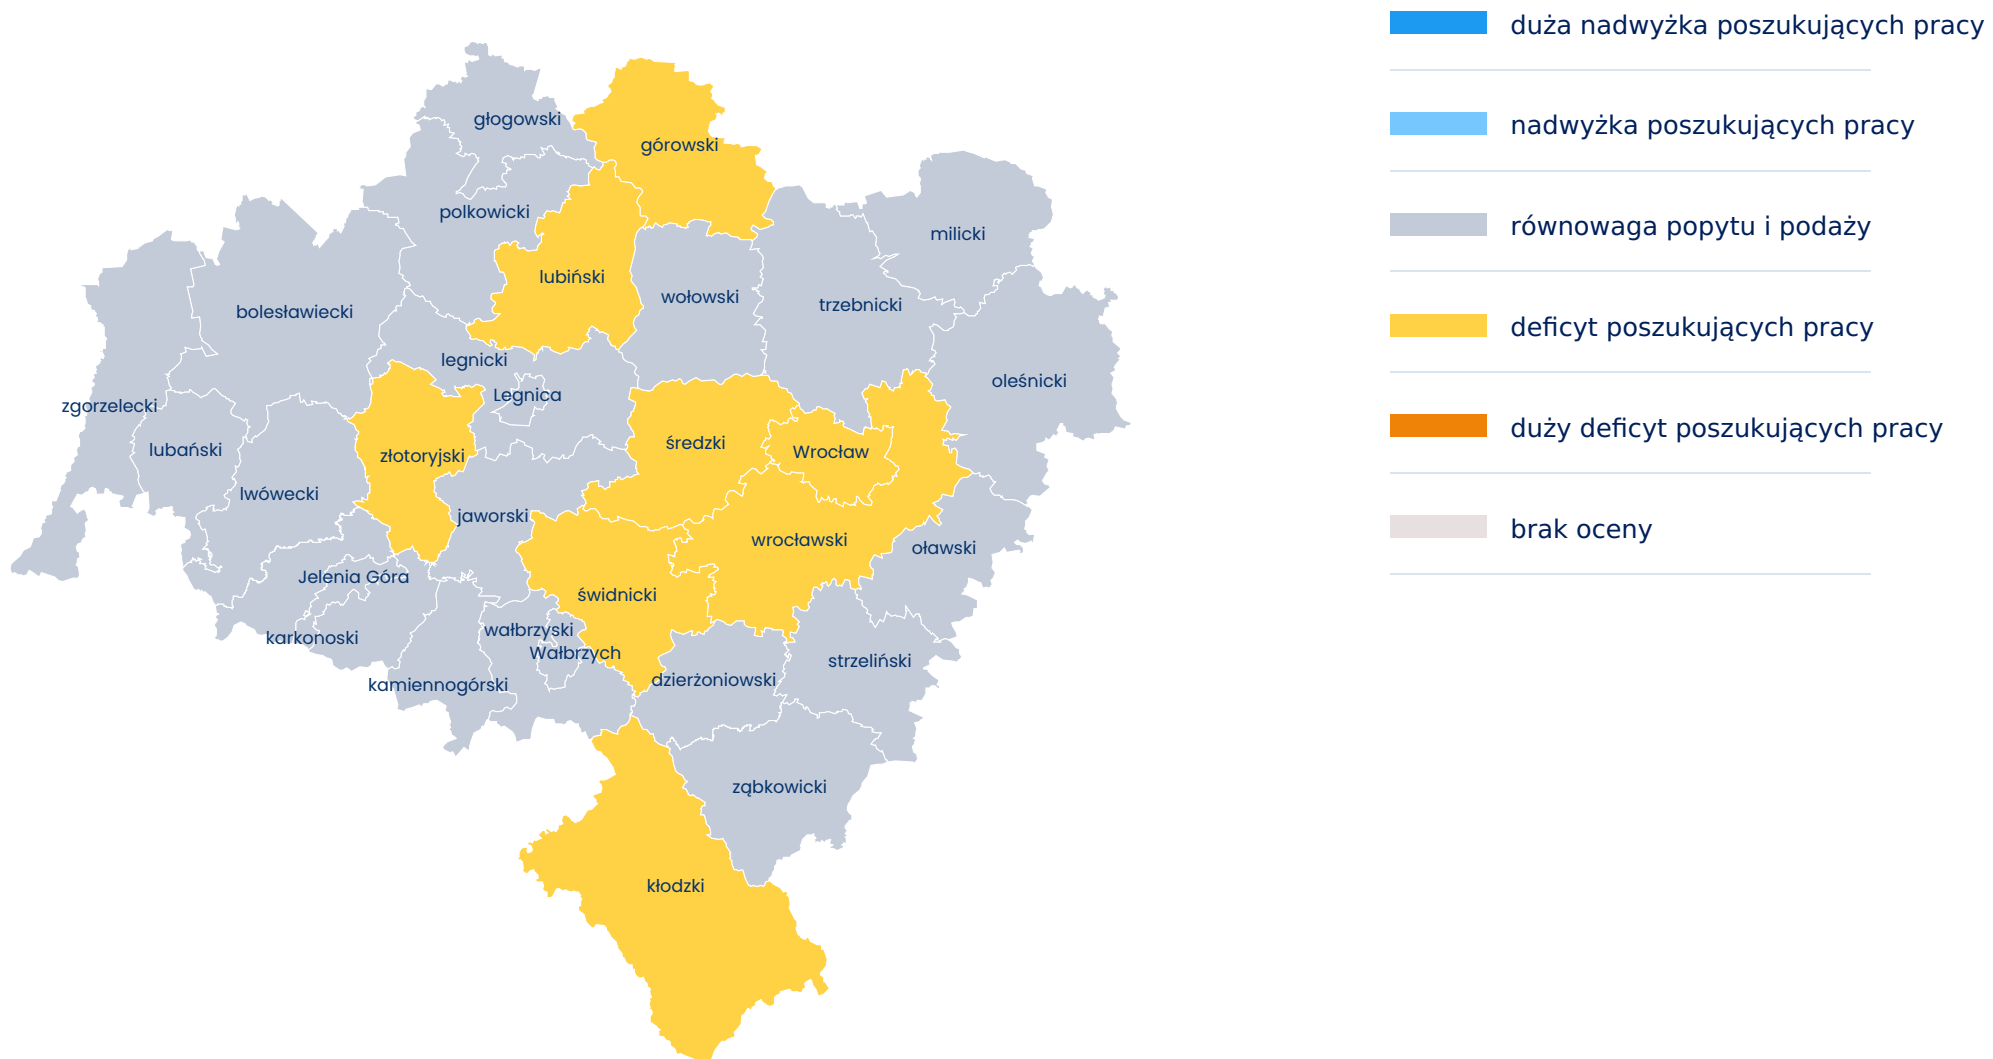 głogowski
górowski
polkowicki
milicki
lubiński
wołowski
trzebnicki
bolesławiecki
legnicki
oleśnicki
Legnica
zgorzelecki
lubański
złotoryjski
średzki
Wrocław
lwówecki
jaworski
wrocławski
oławski
Jelenia Góra
świdnicki
karkonoski
wałbrzyski
Wałbrzych
strzeliński
kamiennogórski
dzierżoniowski
ząbkowicki
kłodzki
duża nadwyżka poszukujących pracy
nadwyżka poszukujących pracy
równowaga popytu i podaży
deficyt poszukujących pracy
duży deficyt poszukujących pracy
brak oceny